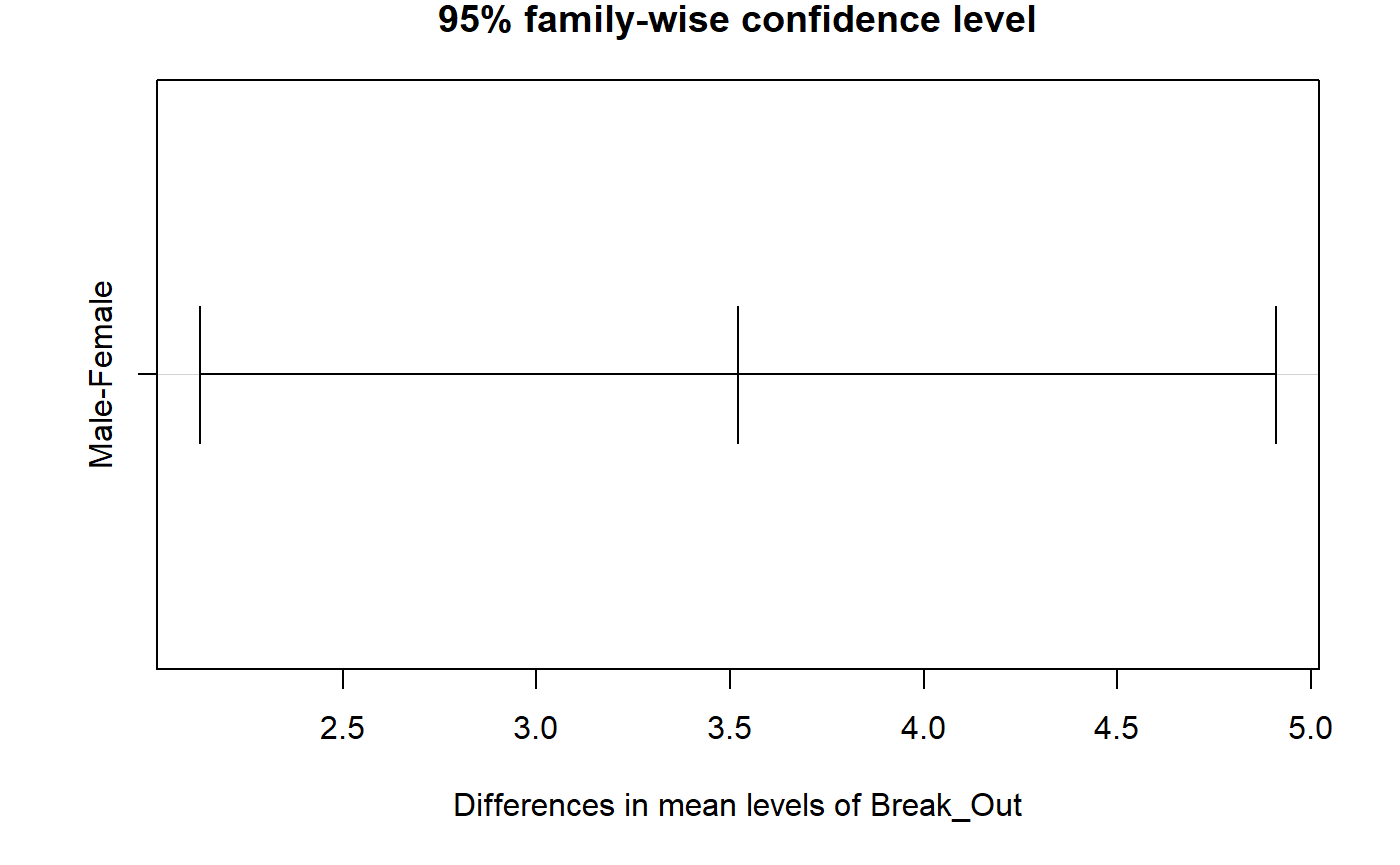 95% family-wise confidence level
Male-Female
2.5 3.0 3.5 4.0 4.5 5.0
Differences in mean levels of Break_Out